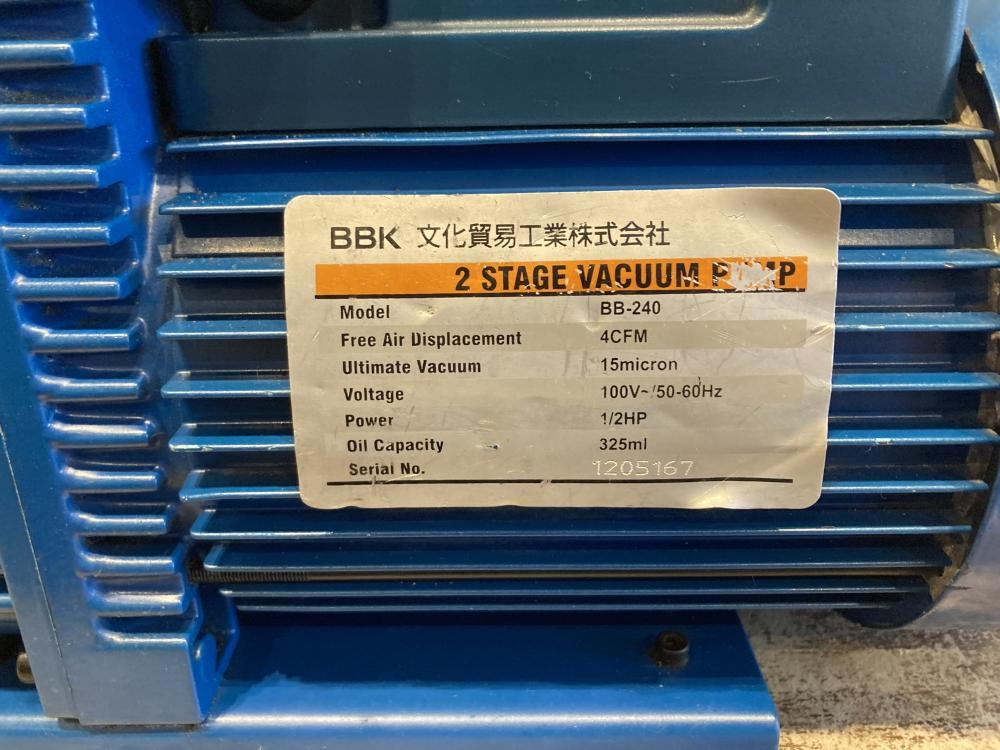 BBK 文化貿易工業株式会社
2 STAGE VACUUM PUMP
Model BB-240
Free Air Displacement 4CFM
Ultimate Vacuum 15micron
Voltage 100V~/50-60Hz
Power 1/2HP
Oil Capacity 325ml
Serial No. 1205167